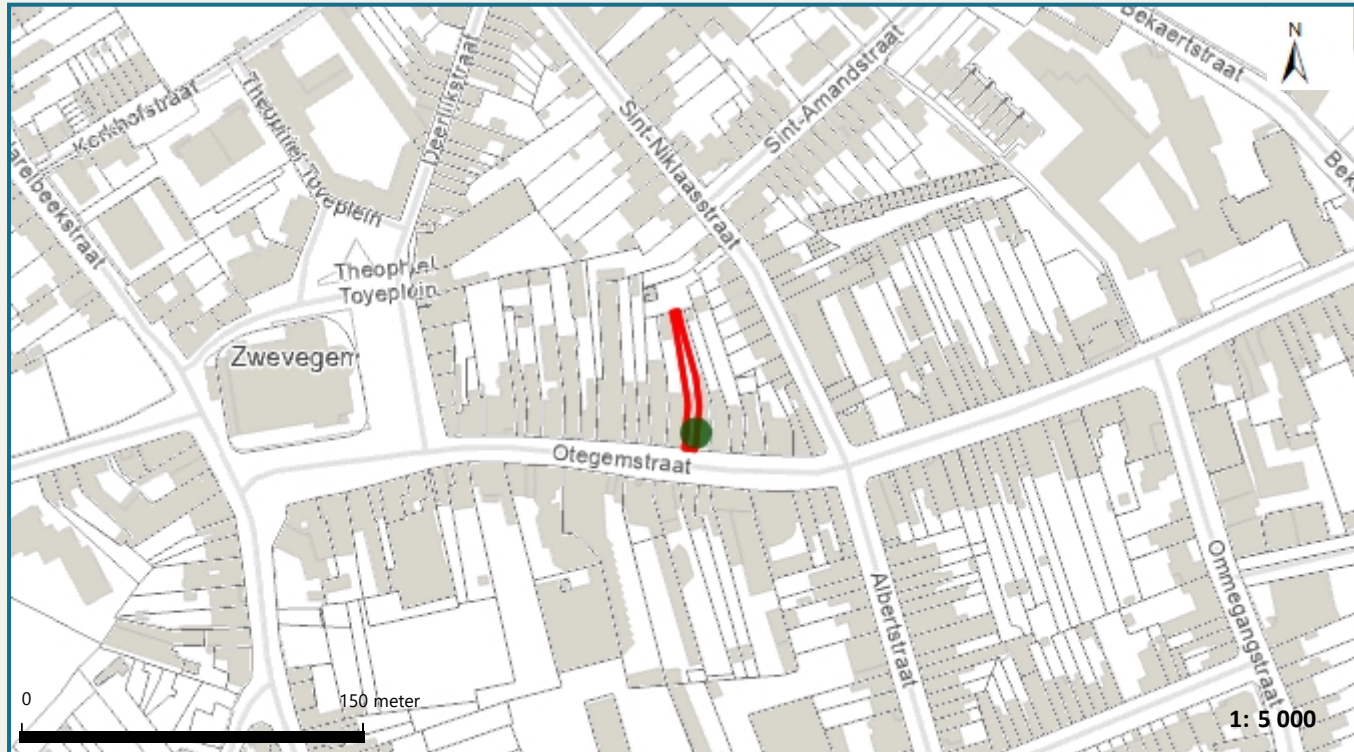 Bekaertstraat
N
Kerkhofstraat
Theophiel Toyeplein
Deerlijkstraat
Sint-Niklaasstraat
Sint-Amandstraat
Theophiel
Toyeplein
Zwevegem
Otegemstraat
Albertstraat
Ommegangstraat
0
150 meter
1: 5 000